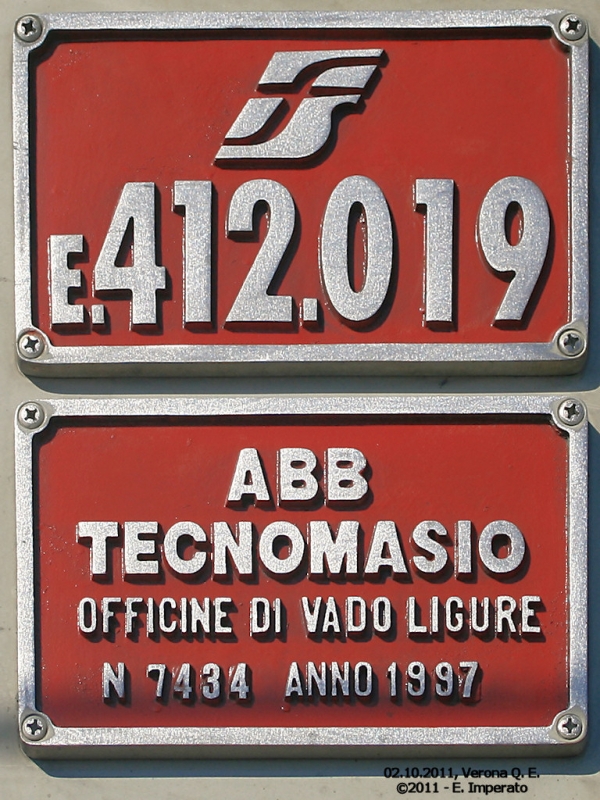 E.412.019
ABB
TECNOMASIO
OFFICINE DI VADO LIGURE
N 7434 ANNO 1997
02.10.2011, Verona Q. E.
©2011 - E. Imperato